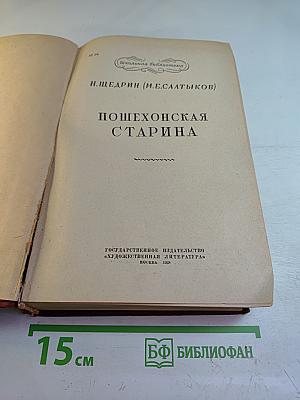 Школьная библиотека
Н. ЩЕДРИН (М. Е. САЛТЫКОВ)
ПОШЕХОНСКАЯ
СТАРИНА
ГОСУДАРСТВЕННОЕ ИЗДАТЕЛЬСТВО
«ХУДОЖЕСТВЕННАЯ ЛИТЕРАТУРА»
МОСКВА
15 см
БФ БИБЛИОФАН